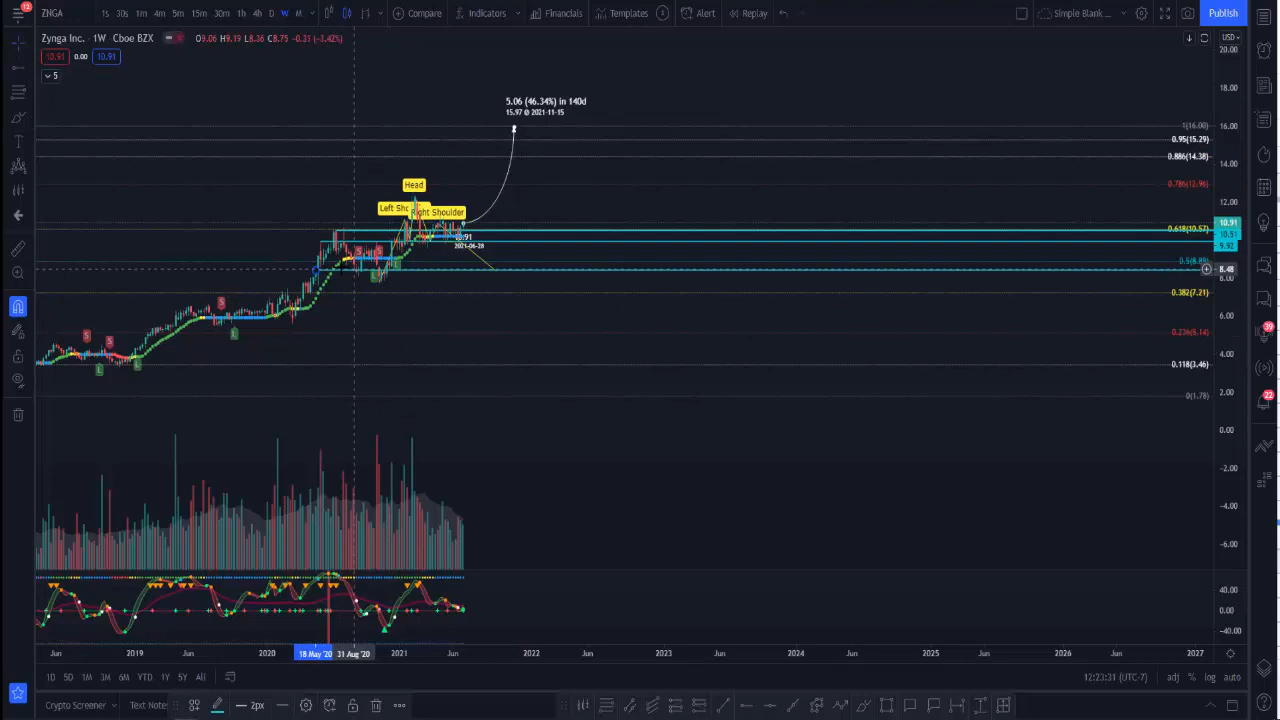 12
ZNGA
1s 30s 1m 4m 5m 15m 30m 1h 4h D W M Compare Indicators Financials Templates Alert Replay Simple Blank ... Publish
Zynga Inc. · 1W · Cboe BZX O9.06 H9.19 L8.36 C8.75 -0.31 (-3.42%)
USD
10.91 0.00 10.91
5
20.00
5.06 (46.34%) in 140d
15.97 @ 2021-11-15
1(16.00) 16.00
0.95(15.29)
0.886(14.38)
14.00
0.786(12.96)
Head
12.00
Left Sho
Right Shoulder
10.91
0.618(10.57) 10.51
10.91
2021-06-28
9.92
S S
0.5(8.89)
8.48
L L
8.00
0.382(7.21)
S
6.00
L
0.236(5.14)
S S
4.00
0.118(3.46)
L L
2.00
0(1.78)
0.00
-2.00
-4.00
-6.00
40.00
0.00
-40.00
39
22
Jun 2019 Jun 2020 18 May '20 31 Aug '20 2021 Jun 2022 Jun 2023 Jun 2024 Jun 2025 Jun 2026 Jun 2027
1D 5D 1M 3M 6M YTD 1Y 5Y All 12:23:31 (UTC-7) adj % log auto
Crypto Screener Text Notes 2px